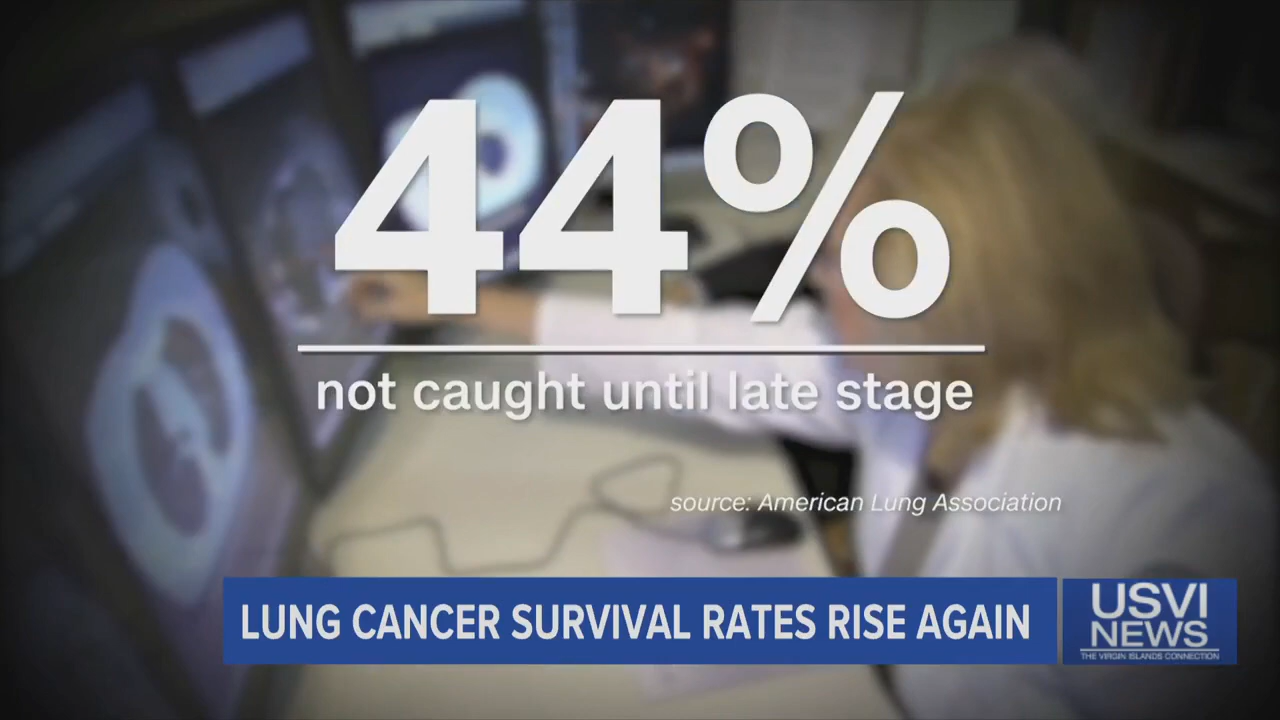 44%
not caught until late stage
source: American Lung Association
LUNG CANCER SURVIVAL RATES RISE AGAIN
USVI
NEWS
THE VIRGIN ISLANDS CONNECTION